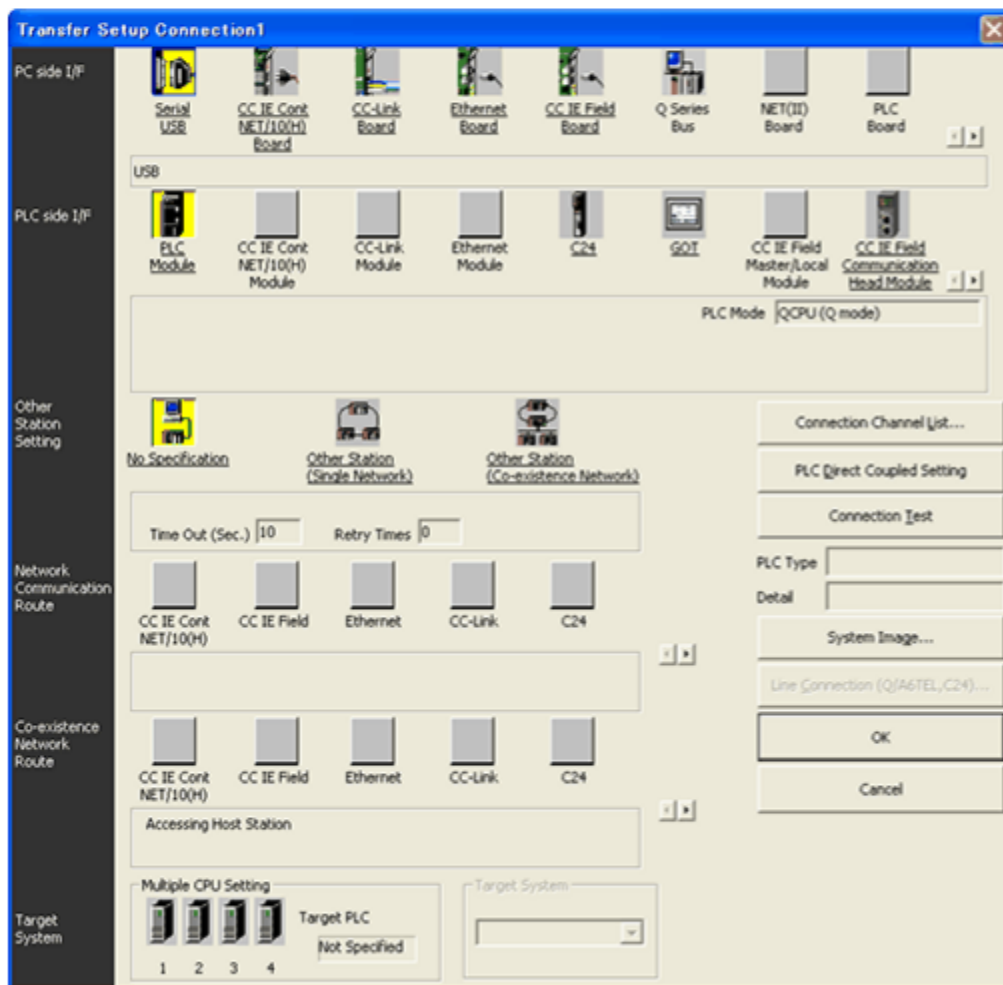 Transfer Setup Connection1
PC side I/F
Serial
USB
CC IE Cont
NET/10(H)
Board
CC-Link
Board
Ethernet
Board
CC IE Field
Board
Q Series
Bus
NET(II)
Board
PLC
Board
USB
PLC side I/F
PLC
Module
CC IE Cont
NET/10(H)
Module
CC-Link
Module
Ethernet
Module
C24
GOT
CC IE Field
Master/Local
Module
CC IE Field
Communication
Head Module
PLC Mode QCPU (Q mode)
Other
Station
Setting
No Specification
Other Station
(Single Network)
Other Station
(Co-existence Network)
Time Out (Sec.) 10 Retry Times 0
Connection Channel List...
PLC Direct Coupled Setting
Connection Test
PLC Type
Detail
System Image...
Line Connection (Q/A6TEL,C24)...
OK
Cancel
Network
Communication
Route
CC IE Cont
NET/10(H)
CC IE Field
Ethernet
CC-Link
C24
Co-existence
Network
Route
CC IE Cont
NET/10(H)
CC IE Field
Ethernet
CC-Link
C24
Accessing Host Station
Target
System
Multiple CPU Setting
1 2 3 4
Target PLC
Not Specified
Target System